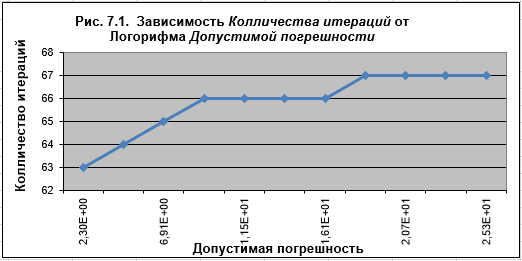 Рис. 7.1. Зависимость Колличества итераций от
Логорифма Допустимой погрешности
Колличество итераций
68
67
66
65
64
63
62
2,30E+00
6,91E+00
1,15E+01
1,61E+01
2,07E+01
2,53E+01
Допустимая погрешность